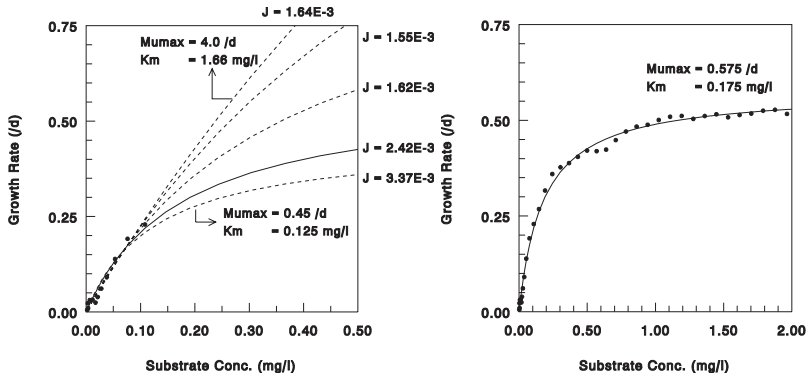 J = 1.64E-3
0.75
Mumax = 4.0 /d
Km = 1.66 mg/l
J = 1.55E-3
J = 1.62E-3
0.50
Growth Rate (/d)
J = 2.42E-3
J = 3.37E-3
0.25
Mumax = 0.45 /d
Km = 0.125 mg/l
0.00
0.00 0.10 0.20 0.30 0.40 0.50
Substrate Conc. (mg/l)
0.75
Mumax = 0.575 /d
Km = 0.175 mg/l
0.50
Growth Rate (/d)
0.25
0.00
0.00 0.50 1.00 1.50 2.00
Substrate Conc. (mg/l)